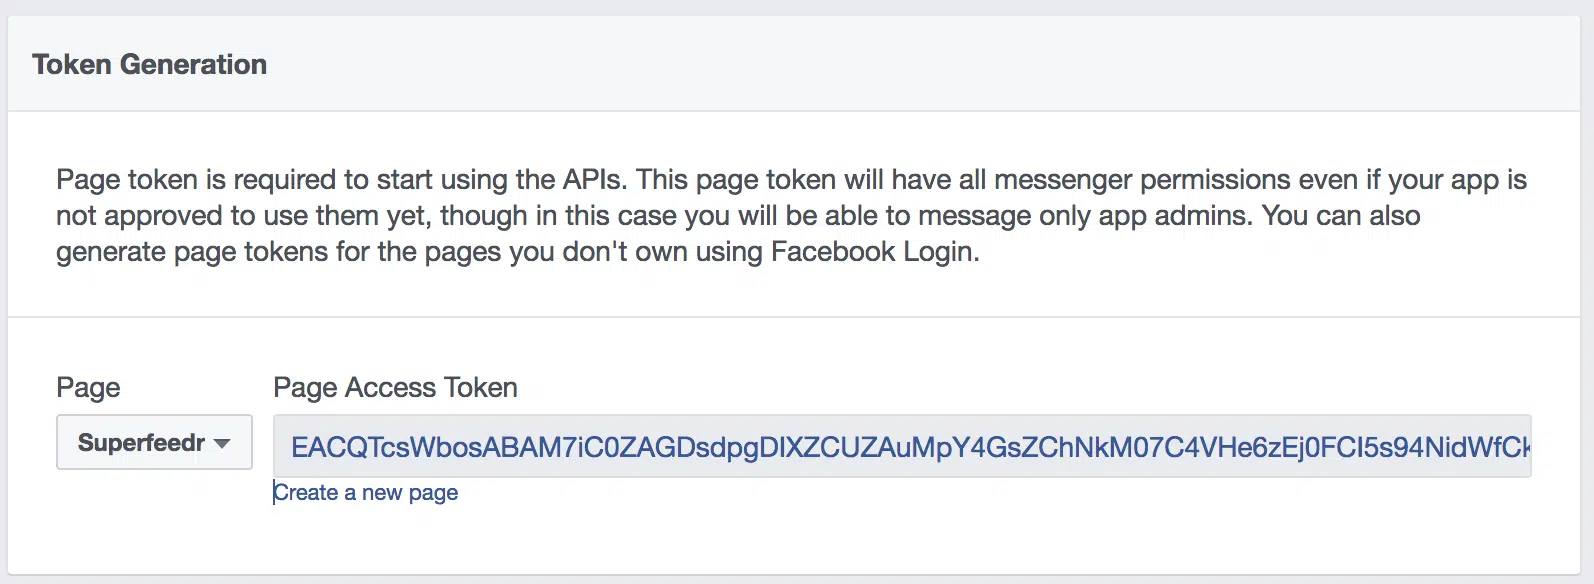 Token Generation
Page token is required to start using the APIs. This page token will have all messenger permissions even if your app is
not approved to use them yet, though in this case you will be able to message only app admins. You can also
generate page tokens for the pages you don't own using Facebook Login.
Page
Page Access Token
Superfeedr
EACQTcsWbosABAM7iC0ZAGDsdpgDIXZCUZAuMpY4GsZChNkM07C4VHe6zEj0FCI5s94NidWfCk
Create a new page